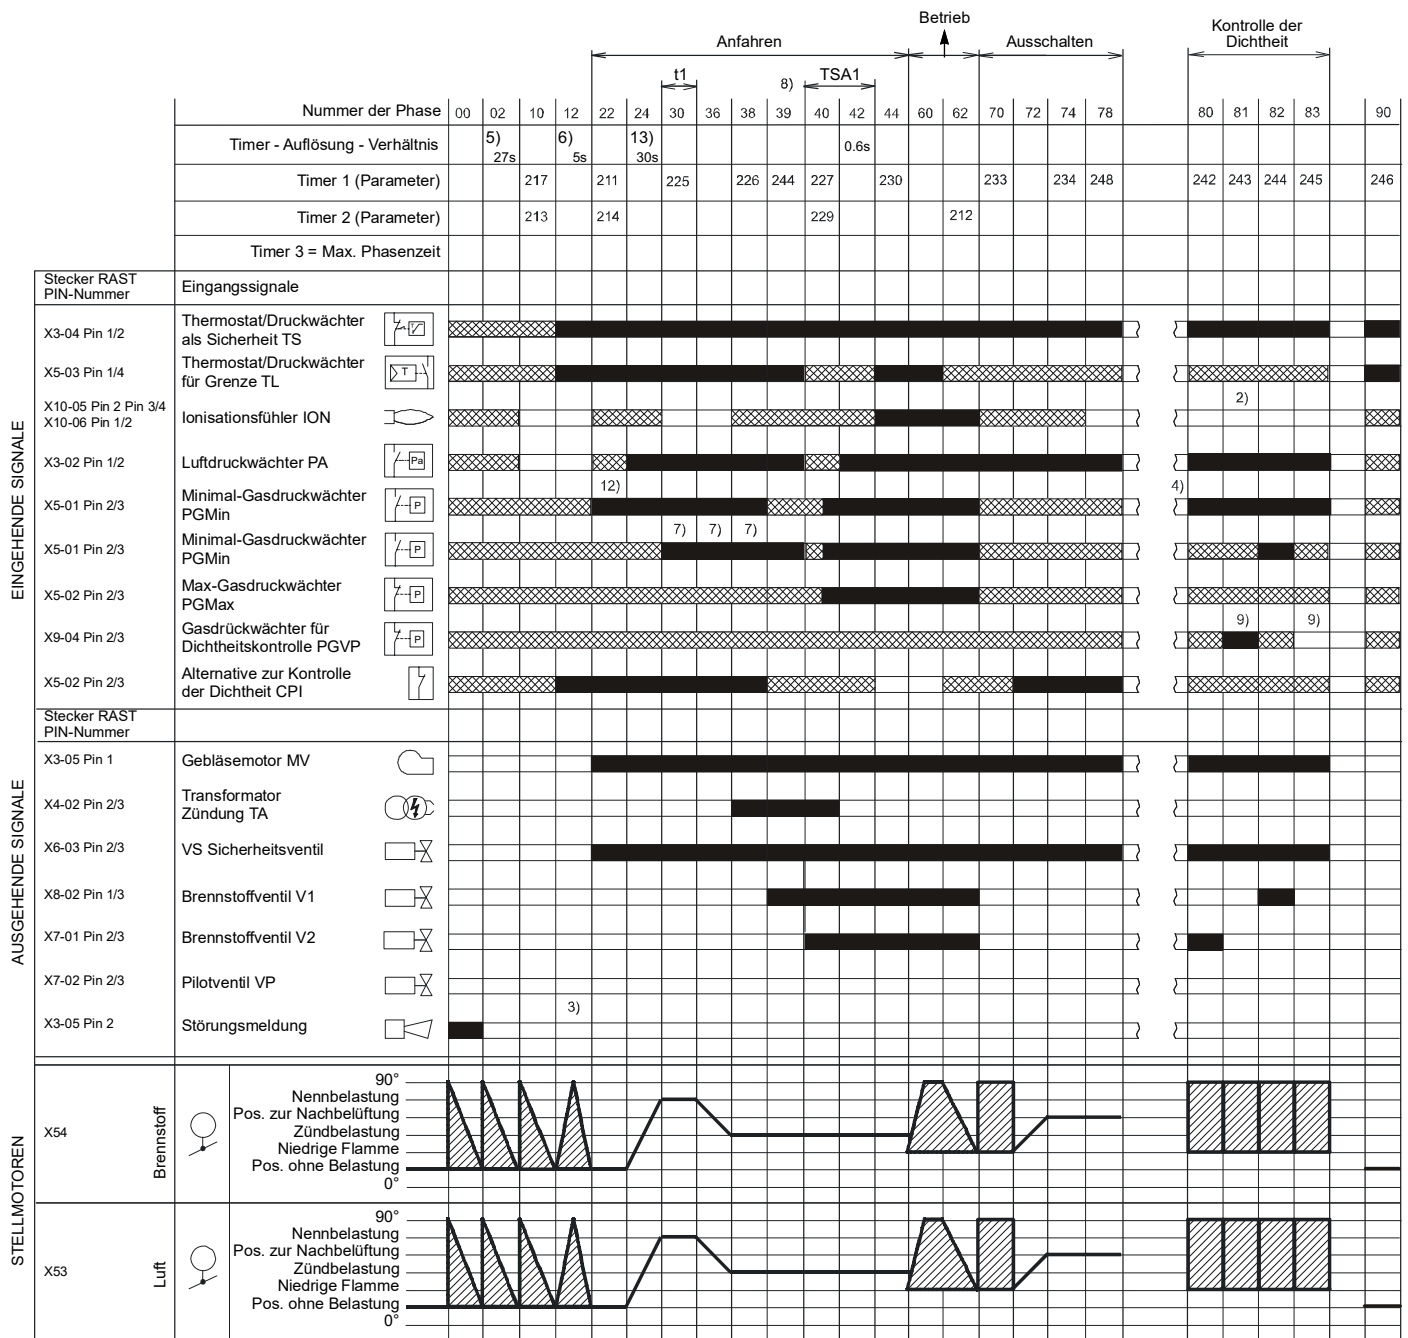 Betrieb
Anfahren
Ausschalten
Kontrolle der
Dichtheit
t1
8)
TSA1
Nummer der Phase 00 02 10 12 22 24 30 36 38 39 40 42 44 60 62 70 72 74 78 80 81 82 83 90
Timer - Auflösung - Verhältnis 5) 27s 6) 5s 13) 30s 0.6s
Timer 1 (Parameter) 217 211 225 226 244 227 230 233 234 248 242 243 244 245 246
Timer 2 (Parameter) 213 214 229 212
Timer 3 = Max. Phasenzeit
EINGEHENDE SIGNALE
Stecker RAST
PIN-Nummer
Eingangssignale
X3-04 Pin 1/2
Thermostat/Druckwächter
als Sicherheit TS
X5-03 Pin 1/4
Thermostat/Druckwächter
für Grenze TL
T
2)
X10-05 Pin 2 Pin 3/4
X10-06 Pin 1/2
Ionisationsfühler ION
X3-02 Pin 1/2
Luftdruckwächter PA
Pa
12)
4)
X5-01 Pin 2/3
Minimal-Gasdruckwächter
PGMin
P
7) 7) 7)
X5-01 Pin 2/3
Minimal-Gasdruckwächter
PGMin
P
X5-02 Pin 2/3
Max-Gasdruckwächter
PGMax
P
9) 9)
X9-04 Pin 2/3
Gasdrückwächter für
Dichtheitskontrolle PGVP
P
X5-02 Pin 2/3
Alternative zur Kontrolle
der Dichtheit CPI
AUSGEHENDE SIGNALE
Stecker RAST
PIN-Nummer
X3-05 Pin 1
Gebläsemotor MV
X4-02 Pin 2/3
Transformator
Zündung TA
X6-03 Pin 2/3
VS Sicherheitsventil
X8-02 Pin 1/3
Brennstoffventil V1
X7-01 Pin 2/3
Brennstoffventil V2
X7-02 Pin 2/3
Pilotventil VP
3)
X3-05 Pin 2
Störungsmeldung
STELLMOTOREN
X54
Brennstoff
90°
Nennbelastung
Pos. zur Nachbelüftung
Zündbelastung
Niedrige Flamme
Pos. ohne Belastung
0°
X53
Luft
90°
Nennbelastung
Pos. zur Nachbelüftung
Zündbelastung
Niedrige Flamme
Pos. ohne Belastung
0°